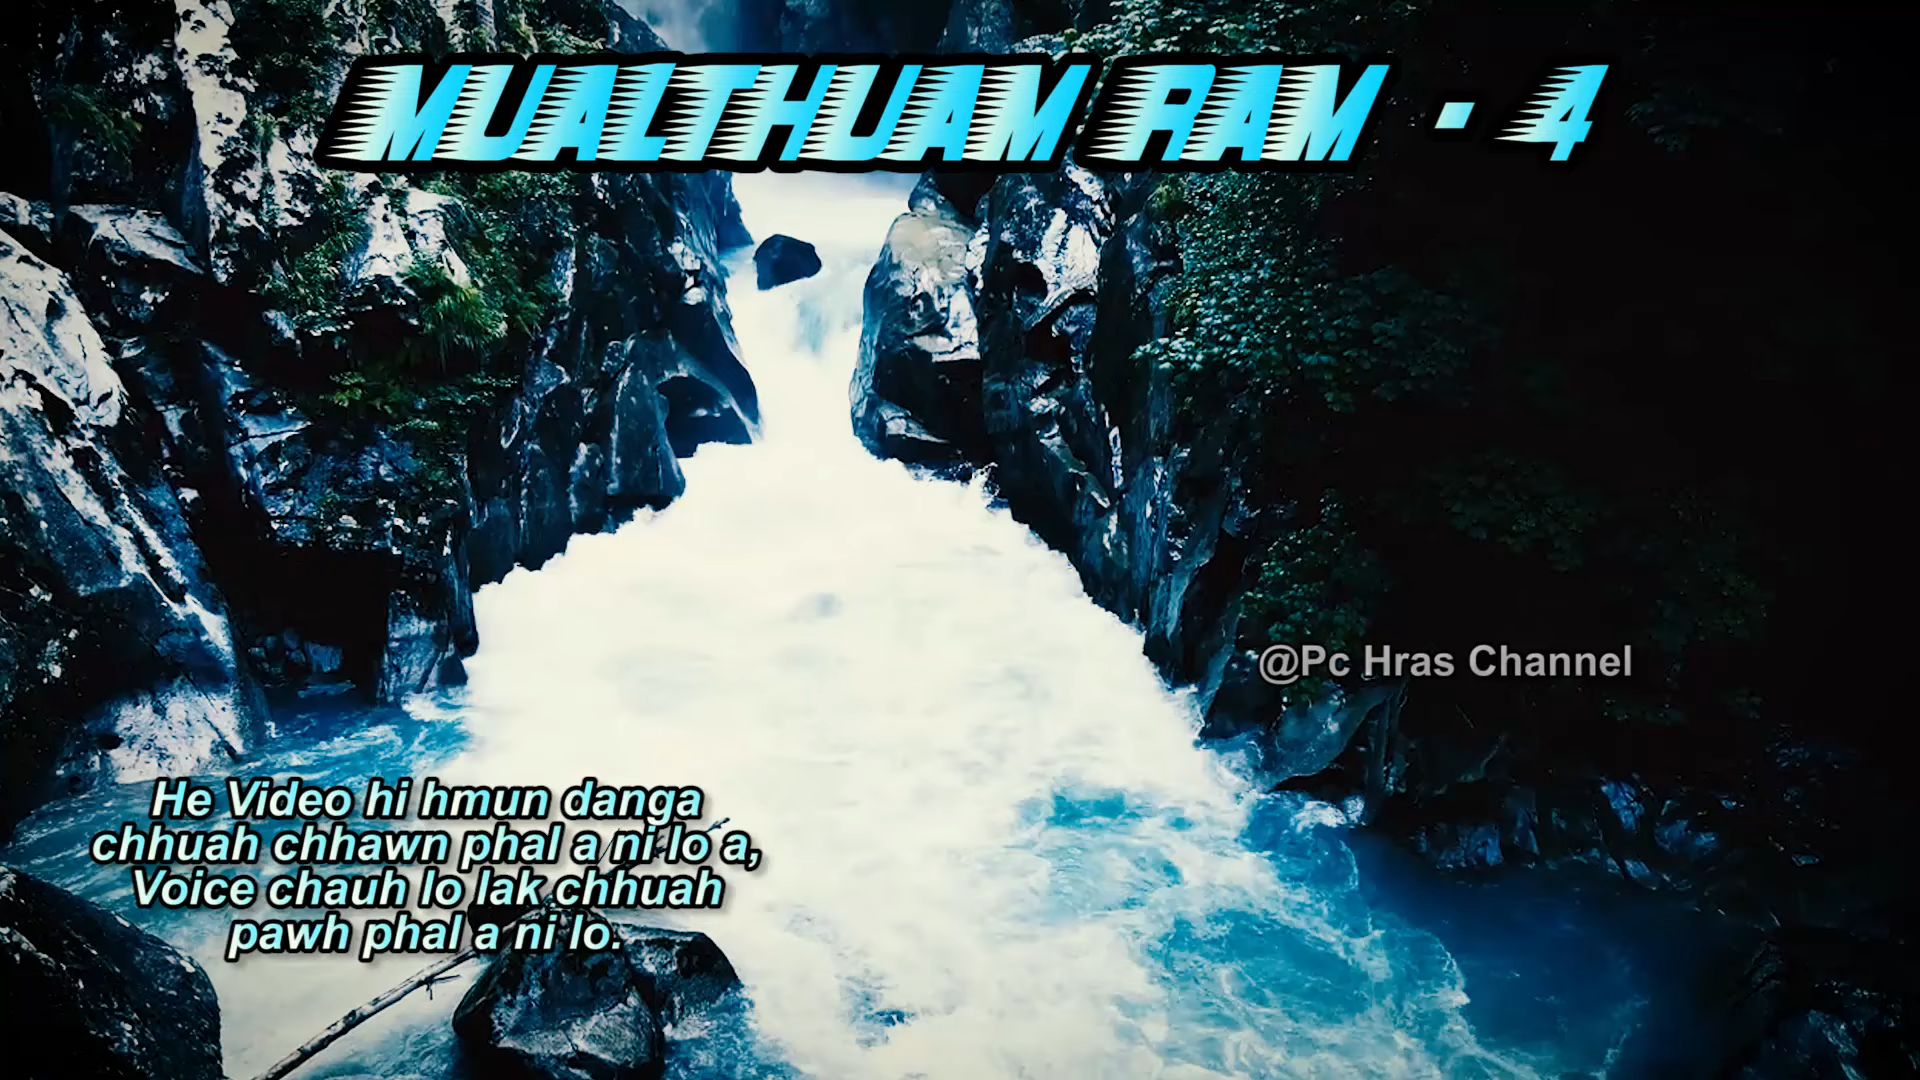 MUALTHUAM RAM - 4
@Pc Hras Channel
He Video hi hmun danga
chhuah chhawn phal a ni lo a,
Voice chauh lo lak chhuah
pawh phal a ni lo.